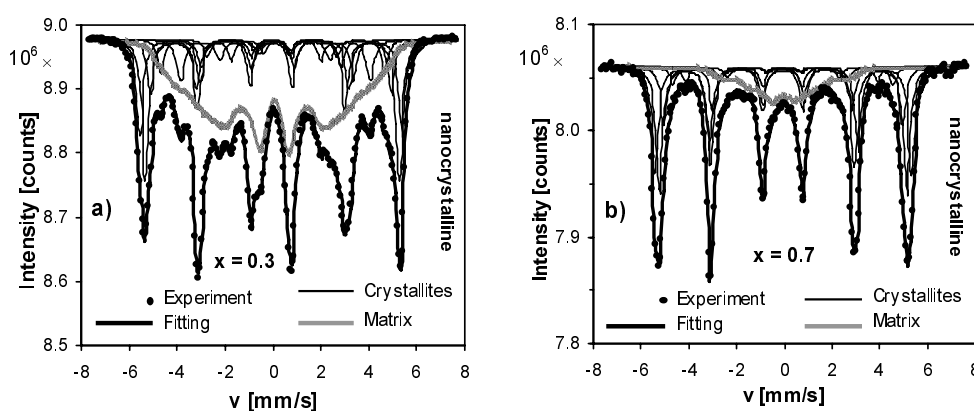 9.0
10⁶ ×
8.9
8.8
8.7
8.6
8.5
Intensity [counts]
a)
nanocrystalline
x = 0.3
Experiment
Crystallites
Fitting
Matrix
-8 -6 -4 -2 0 2 4 6 8
v [mm/s]
8.1
10⁶ ×
8.0
7.9
7.8
Intensity [counts]
b)
nanocrystalline
x = 0.7
Experiment
Crystallites
Fitting
Matrix
-8 -6 -4 -2 0 2 4 6 8
v [mm/s]